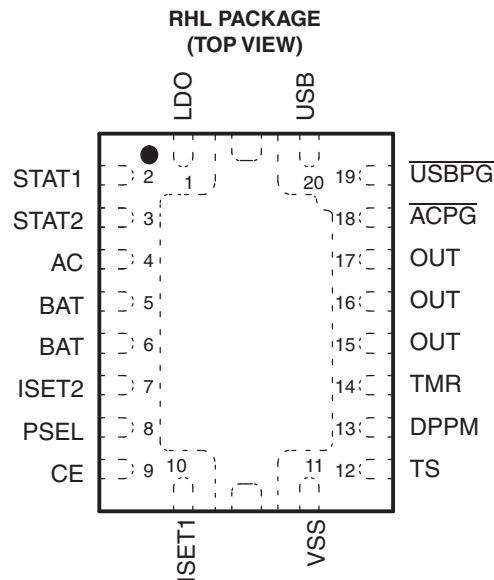 RHL PACKAGE
(TOP VIEW)
LDO
USB
STAT1 2 1 20 19 U̅S̅B̅P̅G̅
STAT2 3 18 A̅C̅P̅G̅
AC 4 17 OUT
BAT 5 16 OUT
BAT 6 15 OUT
ISET2 7 14 TMR
PSEL 8 13 DPPM
CE 9 10 11 12 TS
ISET1
VSS